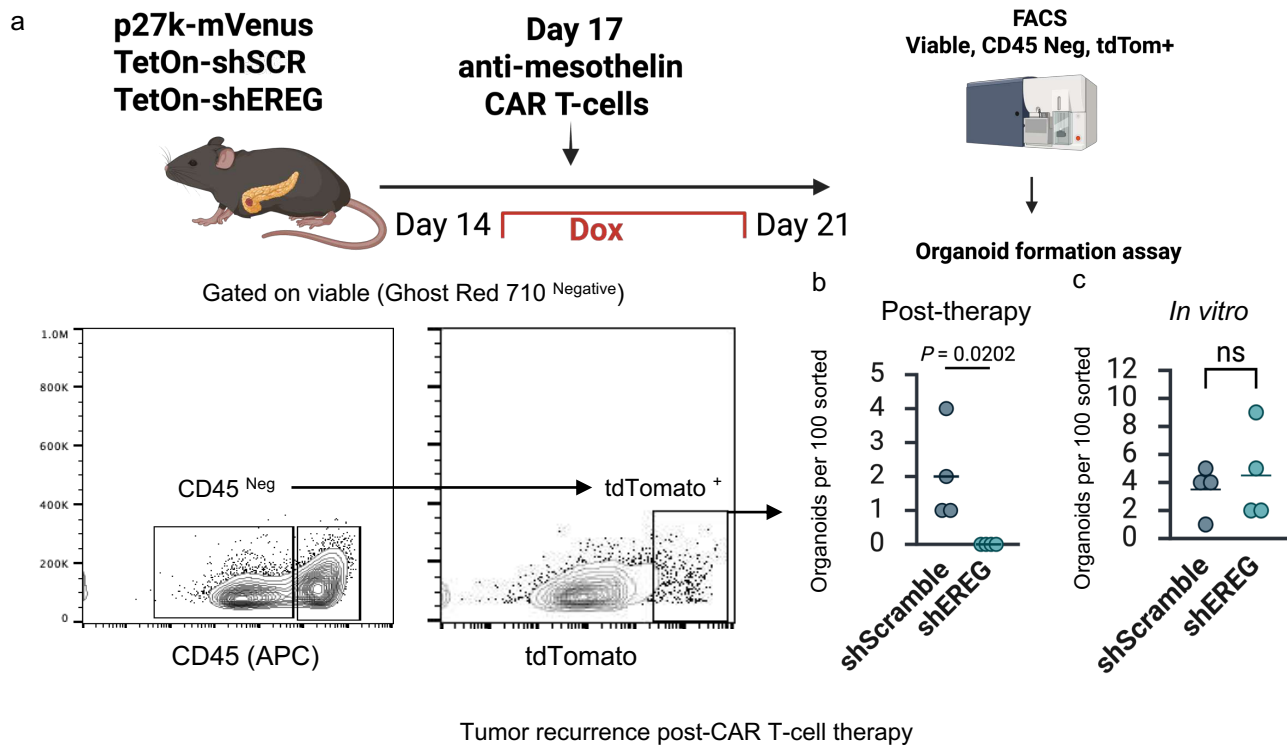 a
p27k-mVenus
TetOn-shSCR
TetOn-shEREG
Day 17
anti-mesothelin
CAR T-cells
FACS
Viable, CD45 Neg, tdTom+
Day 14
Dox
Day 21
Organoid formation assay
Gated on viable (Ghost Red 710 Negative)
1.0M
800K
600K
400K
200K
0
CD45 Neg
tdTomato +
CD45 (APC)
tdTomato
b
Post-therapy
P = 0.0202
Organoids per 100 sorted
5
4
3
2
1
0
shScramble
shEREG
c
In vitro
ns
Organoids per 100 sorted
12
10
8
6
4
2
0
shScramble
shEREG
Tumor recurrence post-CAR T-cell therapy